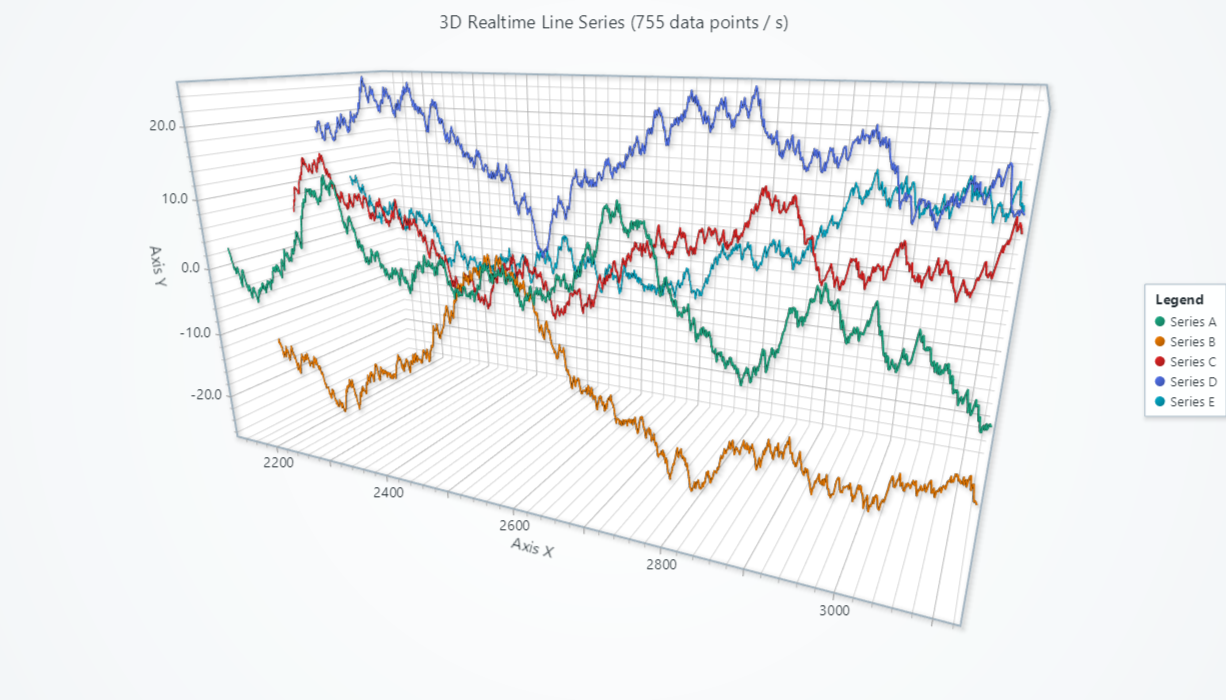 3D Realtime Line Series (755 data points / s)
20.0
10.0
0.0
-10.0
-20.0
Axis Y
2200
2400
2600
2800
3000
Axis X
Legend
Series A
Series B
Series C
Series D
Series E